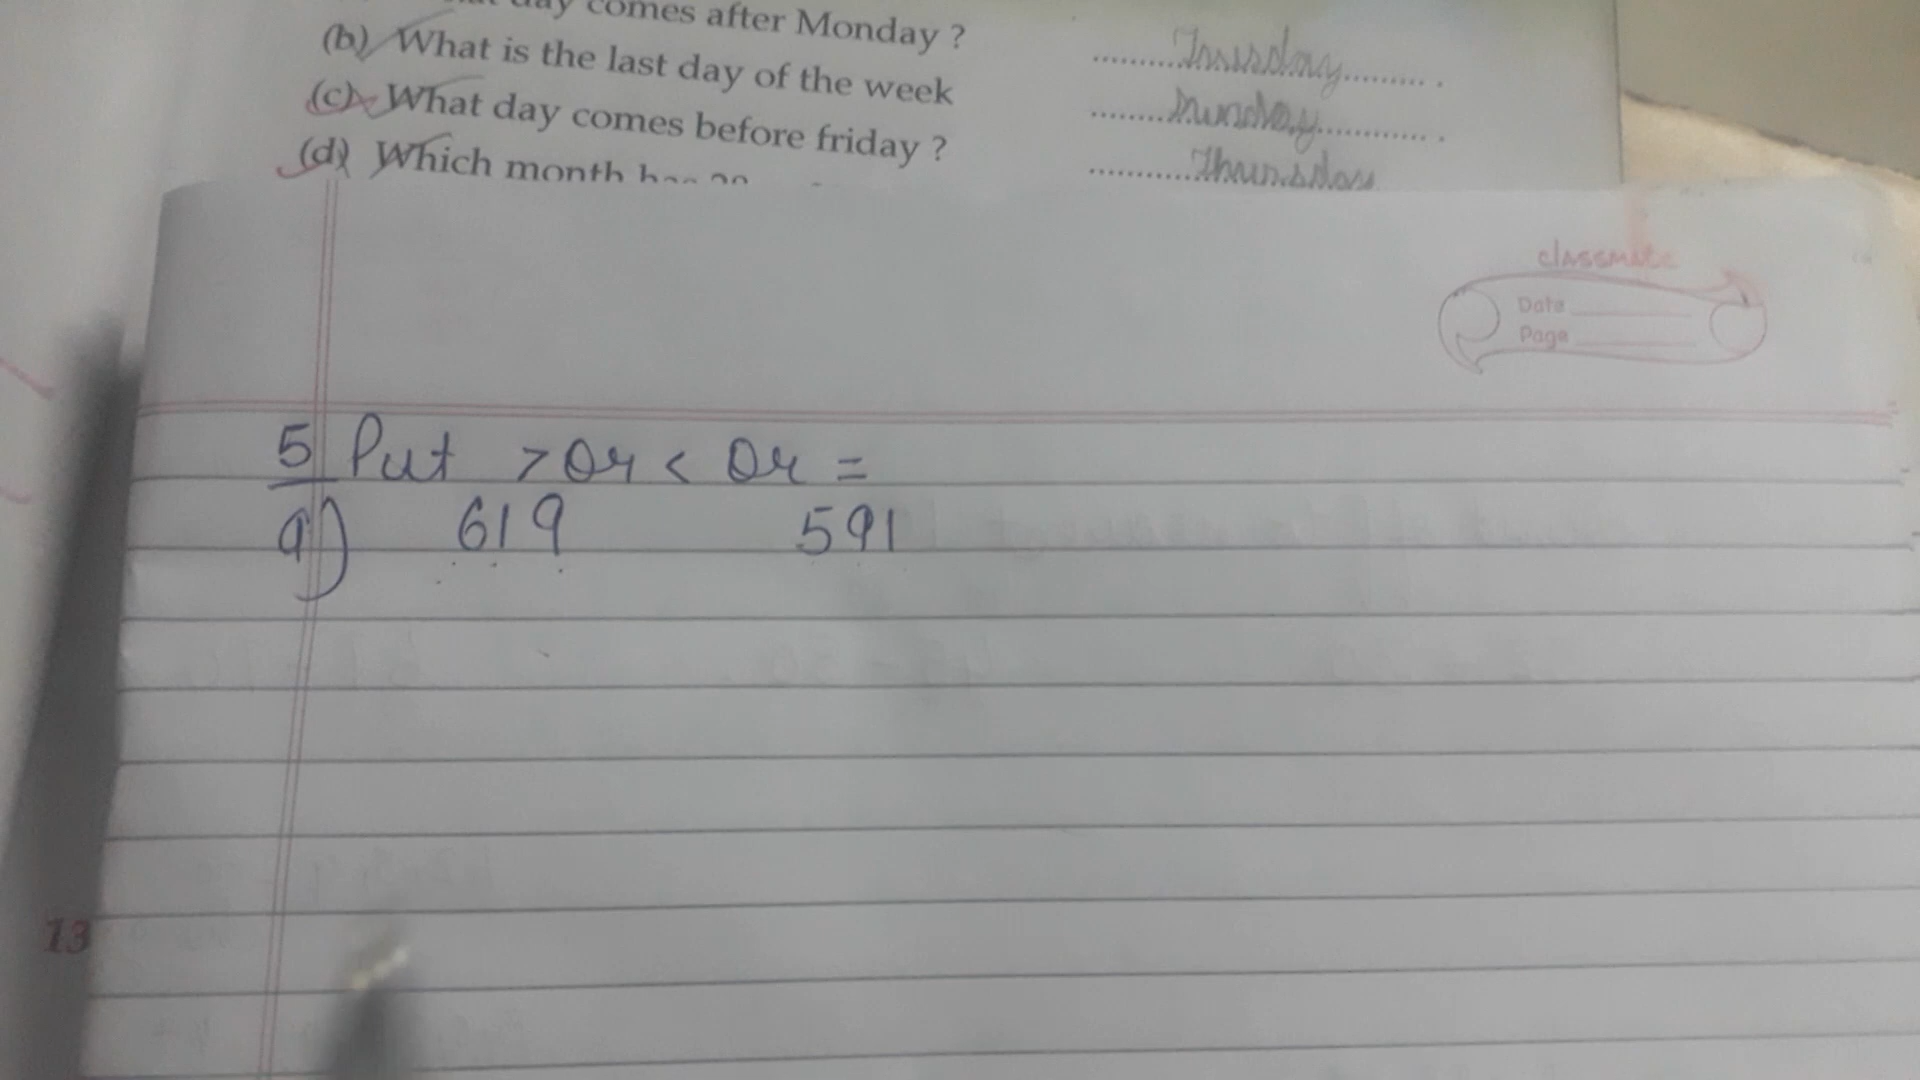 day comes after Monday ?
(b) What is the last day of the week
(c) What day comes before friday ?
(d) Which month
Sunday
Thursday
classmate
Date
Page
5 Put > Or < Or =
a) 619 591
13